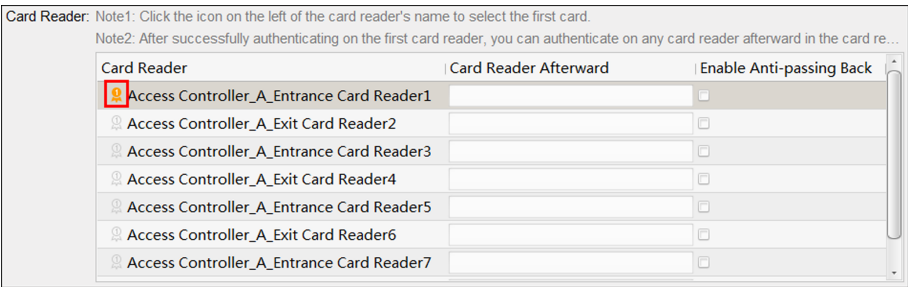 Card Reader: Note1: Click the icon on the left of the card reader's name to select the first card.
Note2: After successfully authenticating on the first card reader, you can authenticate on any card reader afterward in the card re...
Card Reader Card Reader Afterward Enable Anti-passing Back
Access Controller_A_Entrance Card Reader1
Access Controller_A_Exit Card Reader2
Access Controller_A_Entrance Card Reader3
Access Controller_A_Exit Card Reader4
Access Controller_A_Entrance Card Reader5
Access Controller_A_Exit Card Reader6
Access Controller_A_Entrance Card Reader7